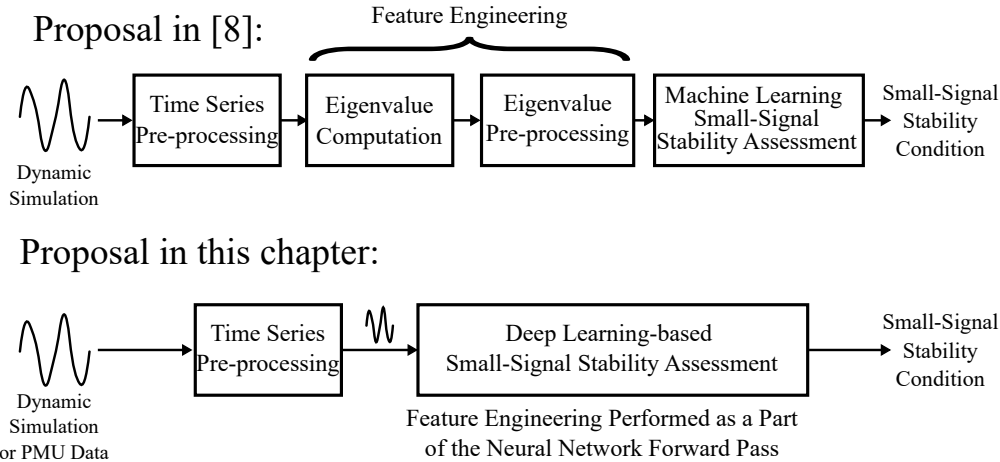 Feature Engineering
Proposal in [8]:
Time Series
Pre-processing
Eigenvalue
Computation
Eigenvalue
Pre-processing
Machine Learning
Small-Signal
Stability Assessment
Small-Signal
Stability
Condition
Dynamic
Simulation
Proposal in this chapter:
Time Series
Pre-processing
Deep Learning-based
Small-Signal Stability Assessment
Small-Signal
Stability
Condition
Dynamic
Simulation
or PMU Data
Feature Engineering Performed as a Part
of the Neural Network Forward Pass